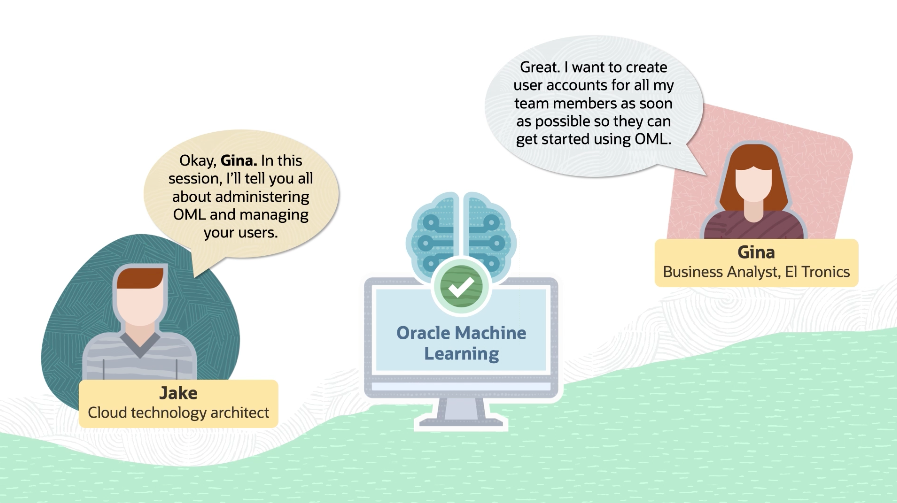 Great. I want to create
user accounts for all my
team members as soon
as possible so they can
get started using OML.
Okay, Gina. In this
session, I'll tell you all
about administering
OML and managing
your users.
Gina
Business Analyst, El Tronics
Oracle Machine
Learning
Jake
Cloud technology architect